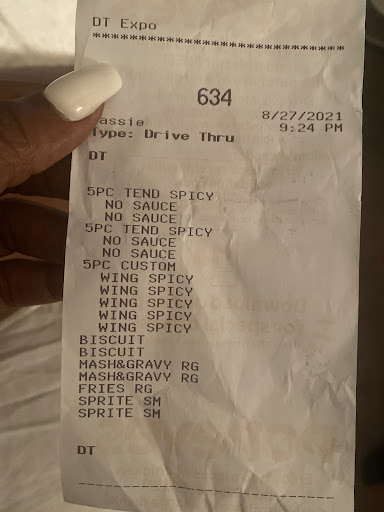 DT Expo
******************************************
634
assie 8/27/2021
Type: Drive Thru 9:24 PM
DT
5PC TEND SPICY
NO SAUCE
NO SAUCE
5PC TEND SPICY
NO SAUCE
NO SAUCE
5PC CUSTOM
WING SPICY
WING SPICY
WING SPICY
WING SPICY
WING SPICY
BISCUIT
BISCUIT
MASH&GRAVY RG
MASH&GRAVY RG
FRIES RG
SPRITE SM
SPRITE SM
DT